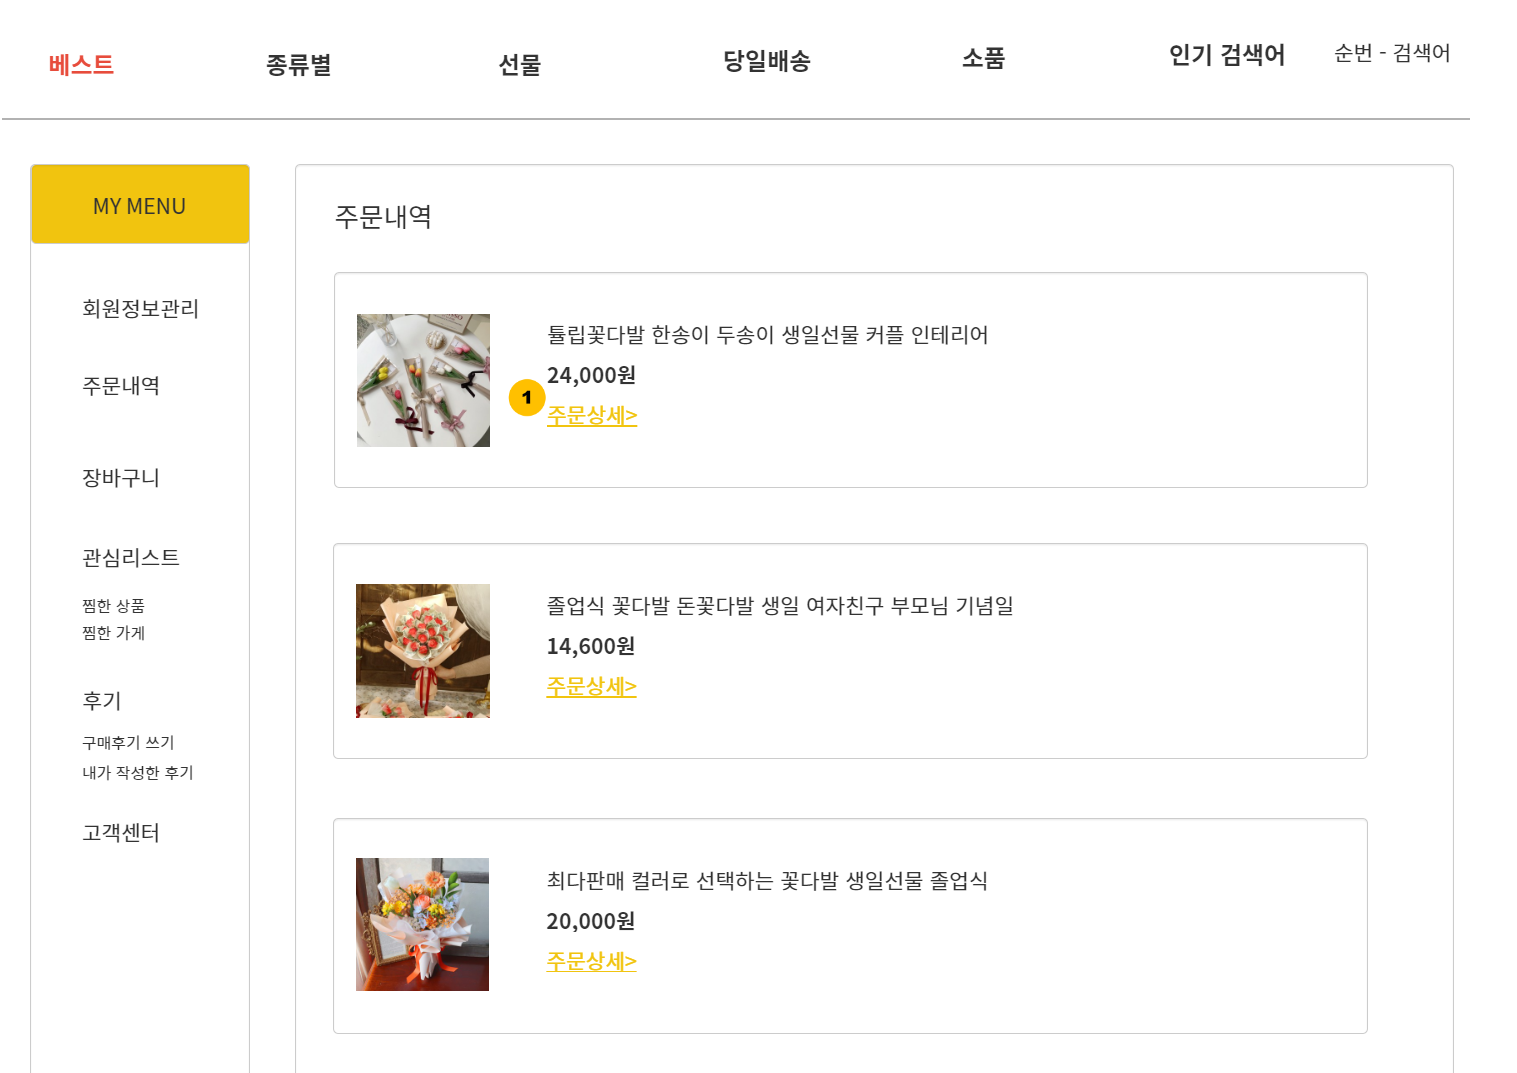 베스트 종류별 선물 당일배송 소품 인기 검색어 순번 - 검색어
MY MENU
회원정보관리
주문내역
장바구니
관심리스트
찜한 상품
찜한 가게
후기
구매후기 쓰기
내가 작성한 후기
고객센터
주문내역
튤립꽃다발 한송이 두송이 생일선물 커플 인테리어
24,000원
1
주문상세>
졸업식 꽃다발 돈꽃다발 생일 여자친구 부모님 기념일
14,600원
주문상세>
최다판매 컬러로 선택하는 꽃다발 생일선물 졸업식
20,000원
주문상세>